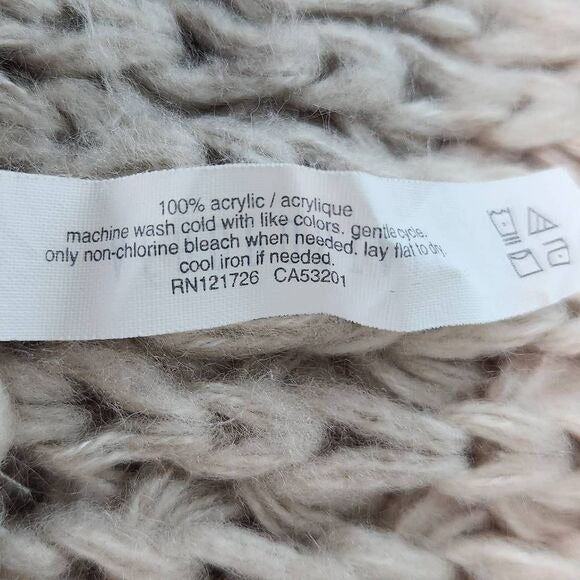 100% acrylic / acrylique
machine wash cold with like colors. gentle cycle.
only non-chlorine bleach when needed. lay flat to dry.
cool iron if needed.
RN121726 CA53201